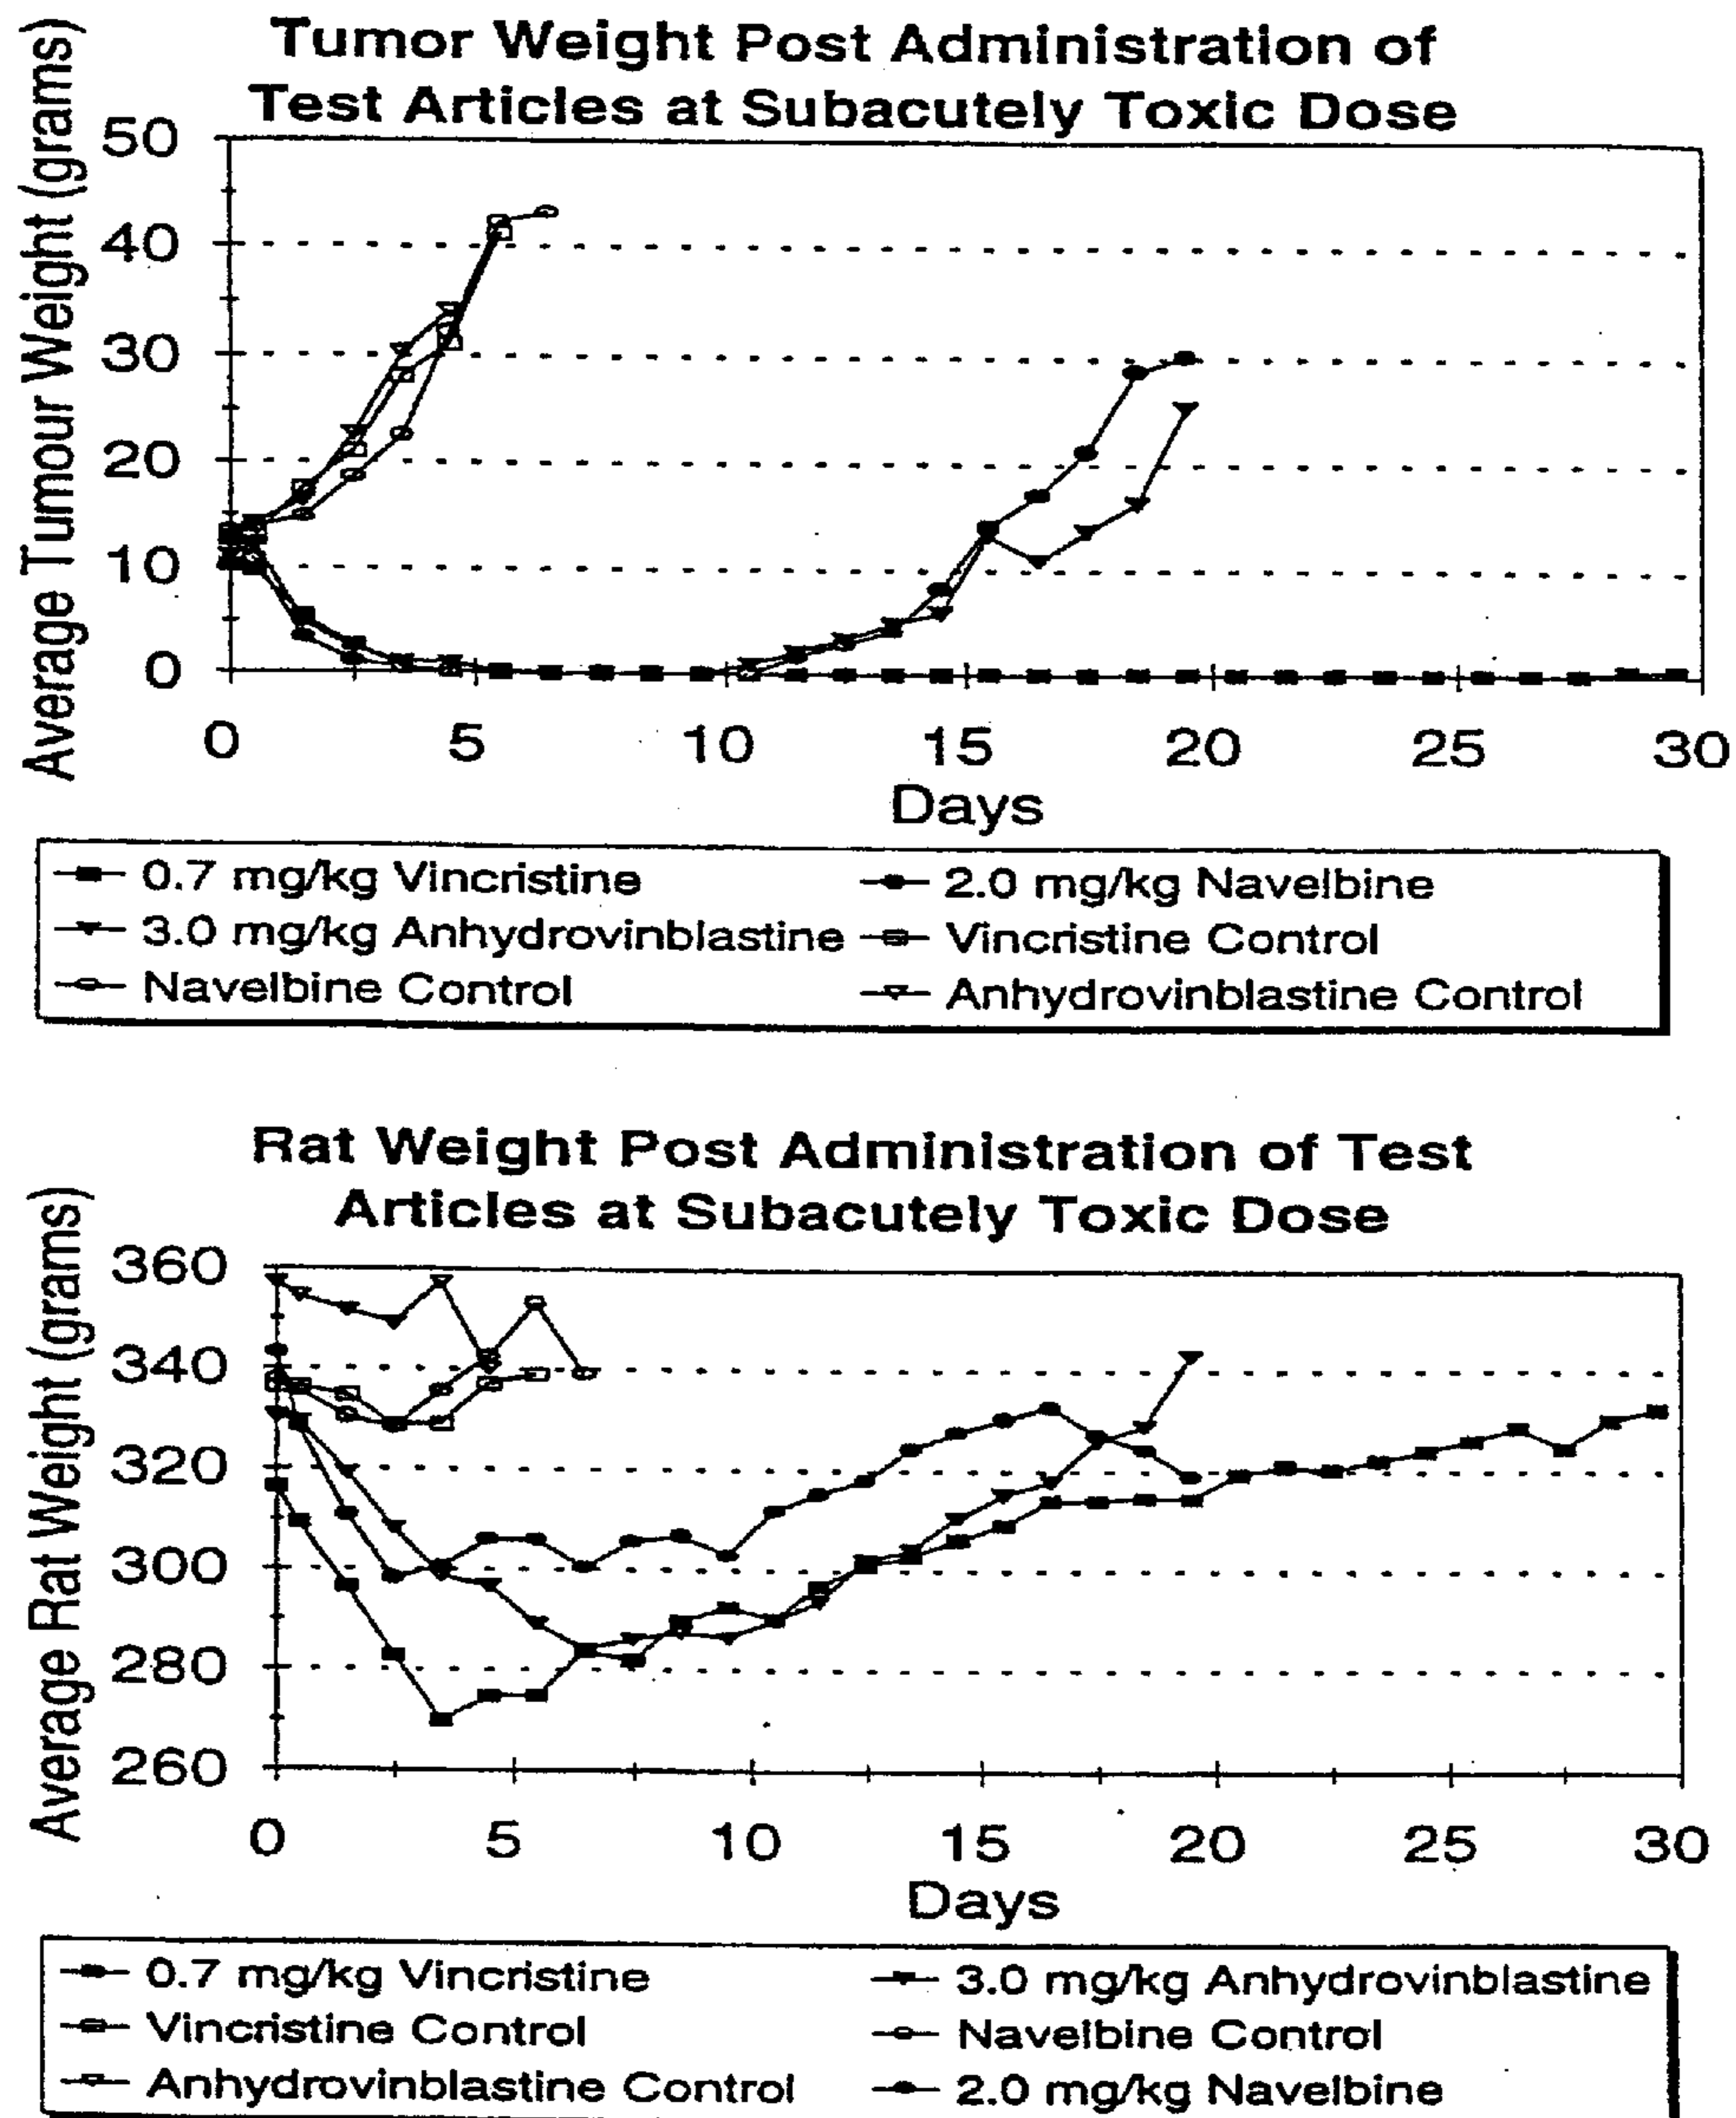 Tumor Weight Post Administration of
Test Articles at Subacutely Toxic Dose
Average Tumour Weight (grams)
50
40
30
20
10
0
0 5 10 15 20 25 30
Days
0.7 mg/kg Vincristine 2.0 mg/kg Navelbine
3.0 mg/kg Anhydrovinblastine Vincristine Control
Navelbine Control Anhydrovinblastine Control
Rat Weight Post Administration of Test
Articles at Subacutely Toxic Dose
Average Rat Weight (grams)
360
340
320
300
280
260
0 5 10 15 20 25 30
Days
0.7 mg/kg Vincristine 3.0 mg/kg Anhydrovinblastine
Vincristine Control Navelbine Control
Anhydrovinblastine Control 2.0 mg/kg Navelbine